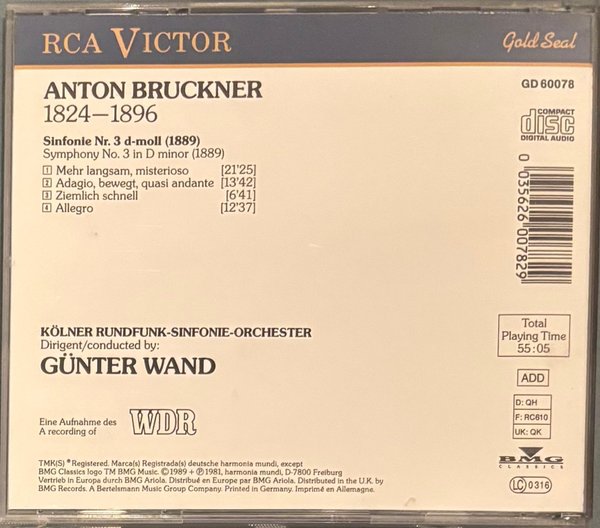 RCA VICTOR
Gold Seal
ANTON BRUCKNER
1824—1896
GD 60078
COMPACT
disc
DIGITAL AUDIO
Sinfonie Nr. 3 d-moll (1889)
Symphony No. 3 in D minor (1889)
1 Mehr langsam, misterioso [21'25]
2 Adagio, bewegt, quasi andante [13'42]
3 Ziemlich schnell [6'41]
4 Allegro [12'37]
0 035626 007829
KÖLNER RUNDFUNK-SINFONIE-ORCHESTER
Dirigent/conducted by:
GÜNTER WAND
Total
Playing Time
55:05
ADD
D: QH
F: RC610
UK: QK
Eine Aufnahme des
A recording of
WDR
BMG
CLASSICS
TMK(S) ® Registered. Marca(s) Registrada(s) deutsche harmonia mundi, except
BMG Classics logo TM BMG Music. © 1989 + ℗ 1981, harmonia mundi, D-7800 Freiburg
Vertrieb in Europa durch BMG Ariola. Distribué en Europe par BMG Ariola. Distributed in the U.K. by
BMG Records. A Bertelsmann Music Group Company. Printed in Germany. Imprimé en Allemagne.
LC 0316